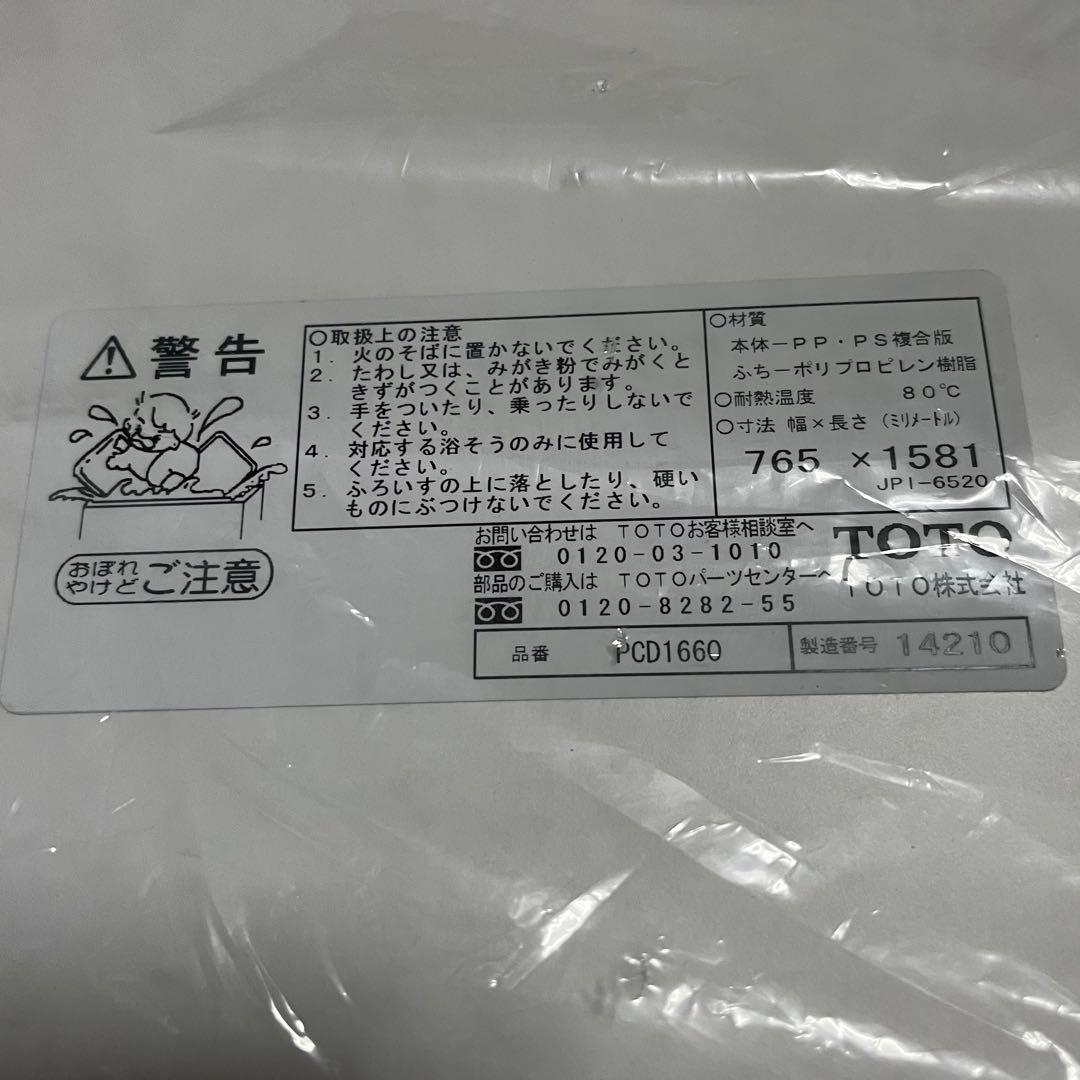 警告
おぼれ
やけど
ご注意
○取扱上の注意
1. 火のそばに置かないでください。
2. たわし又は、みがき粉でみがくと
きずがつくことがあります。
3. 手をついたり、乗ったりしないで
ください。
4. 対応する浴そうのみに使用して
ください。
5. ふろいすの上に落としたり、硬い
ものにぶつけないでください。
○材質
本体ーPP・PS複合版
ふちーポリプロピレン樹脂
○耐熱温度 80℃
○寸法 幅×長さ (ミリメートル)
765 ×1581
JPI-6520
お問い合わせは TOTOお客様相談室へ
0120-03-1010
部品のご購入は TOTOパーツセンターへ
0120-8282-55
TOTO
TOTO株式会社
品番 PCD1660
製造番号 14210